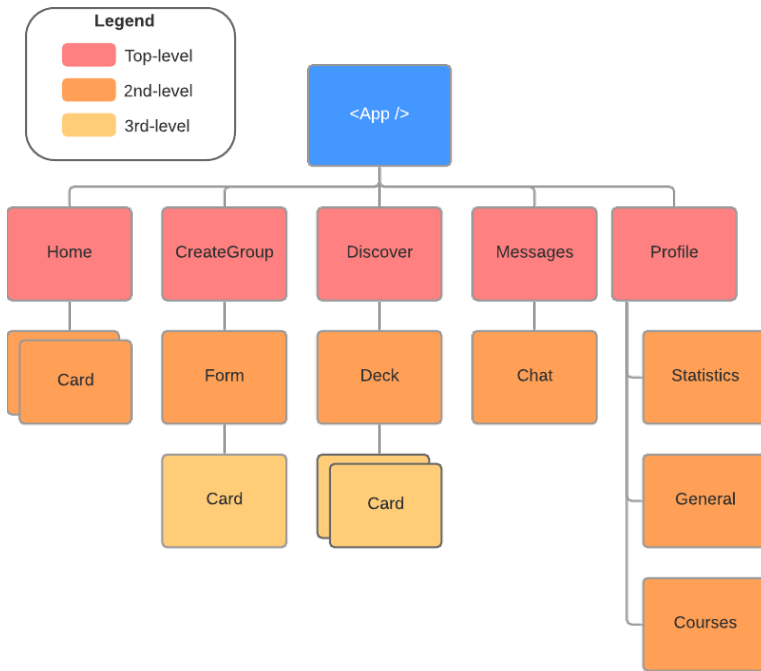 Legend
Top-level
2nd-level
3rd-level
<App />
Home
CreateGroup
Discover
Messages
Profile
Card
Form
Deck
Chat
Statistics
Card
Card
General
Courses